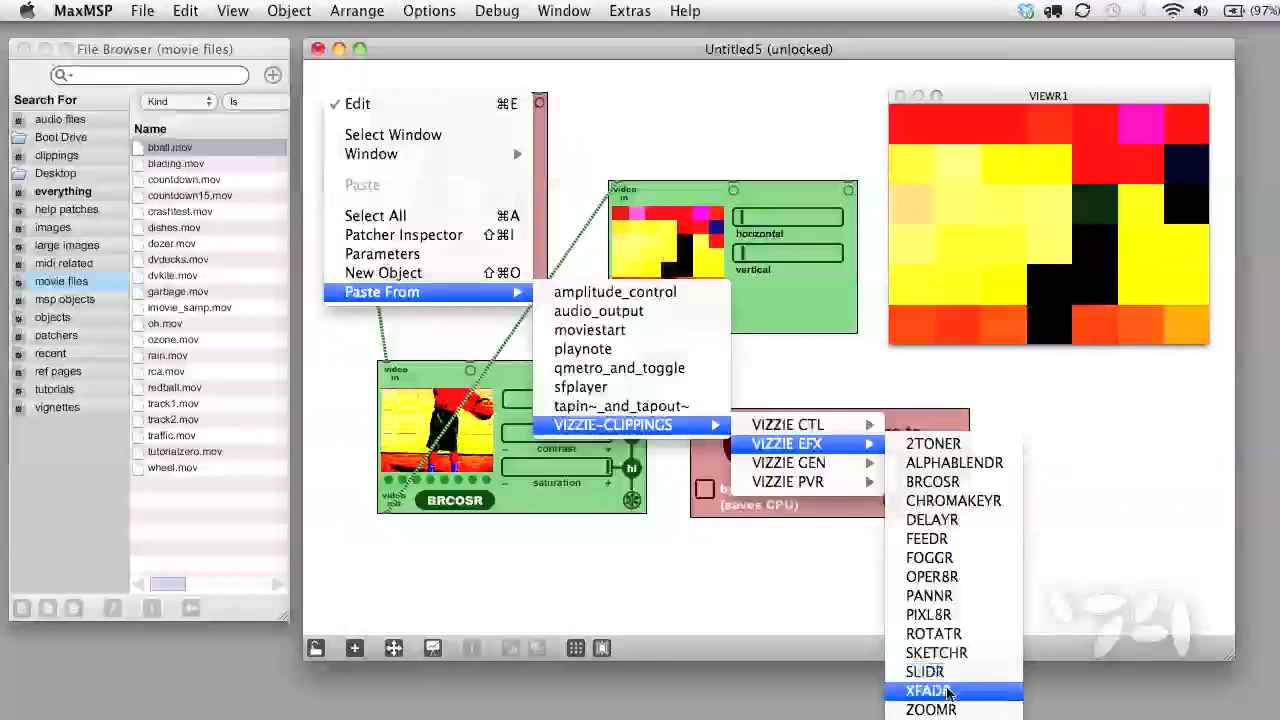 MaxMSP File Edit View Object Arrange Options Debug Window Extras Help (97%)
File Browser (movie files)
Search For
audio files
Boot Drive
clippings
Desktop
everything
help patches
images
large images
midi related
movie files
msp objects
objects
patchers
recent
ref pages
tutorials
vignettes
Kind Is
Name
bball.mov
blading.mov
countdown.mov
countdown15.mov
crashtest.mov
dishes.mov
dozer.mov
dvducks.mov
dvkite.mov
garbage.mov
imovie_samp.mov
oh.mov
ozone.mov
rain.mov
rca.mov
redball.mov
track1.mov
track2.mov
traffic.mov
tutorialzero.mov
wheel.mov
Untitled5 (unlocked)
✓ Edit ⌘E
Select Window
Window
Paste
Select All ⌘A
Patcher Inspector ⇧⌘I
Parameters
New Object ⇧⌘O
Paste From
amplitude_control
audio_output
moviestart
playnote
qmetro_and_toggle
sfplayer
tapin~_and_tapout~
VIZZIE-CLIPPINGS
VIZZIE CTL
VIZZIE EFX
VIZZIE GEN
VIZZIE PVR
2TONER
ALPHABLENDR
BRCOSR
CHROMAKEYR
DELAYR
FEEDR
FOGGR
OPER8R
PANNR
PIXL8R
ROTATR
SKETCHR
SLIDR
XFADR
ZOOMR
video
in
horizontal
vertical
VIEWR1
video
in
contrast
- saturation +
hi
video
out
BRCOSR
(saves CPU)